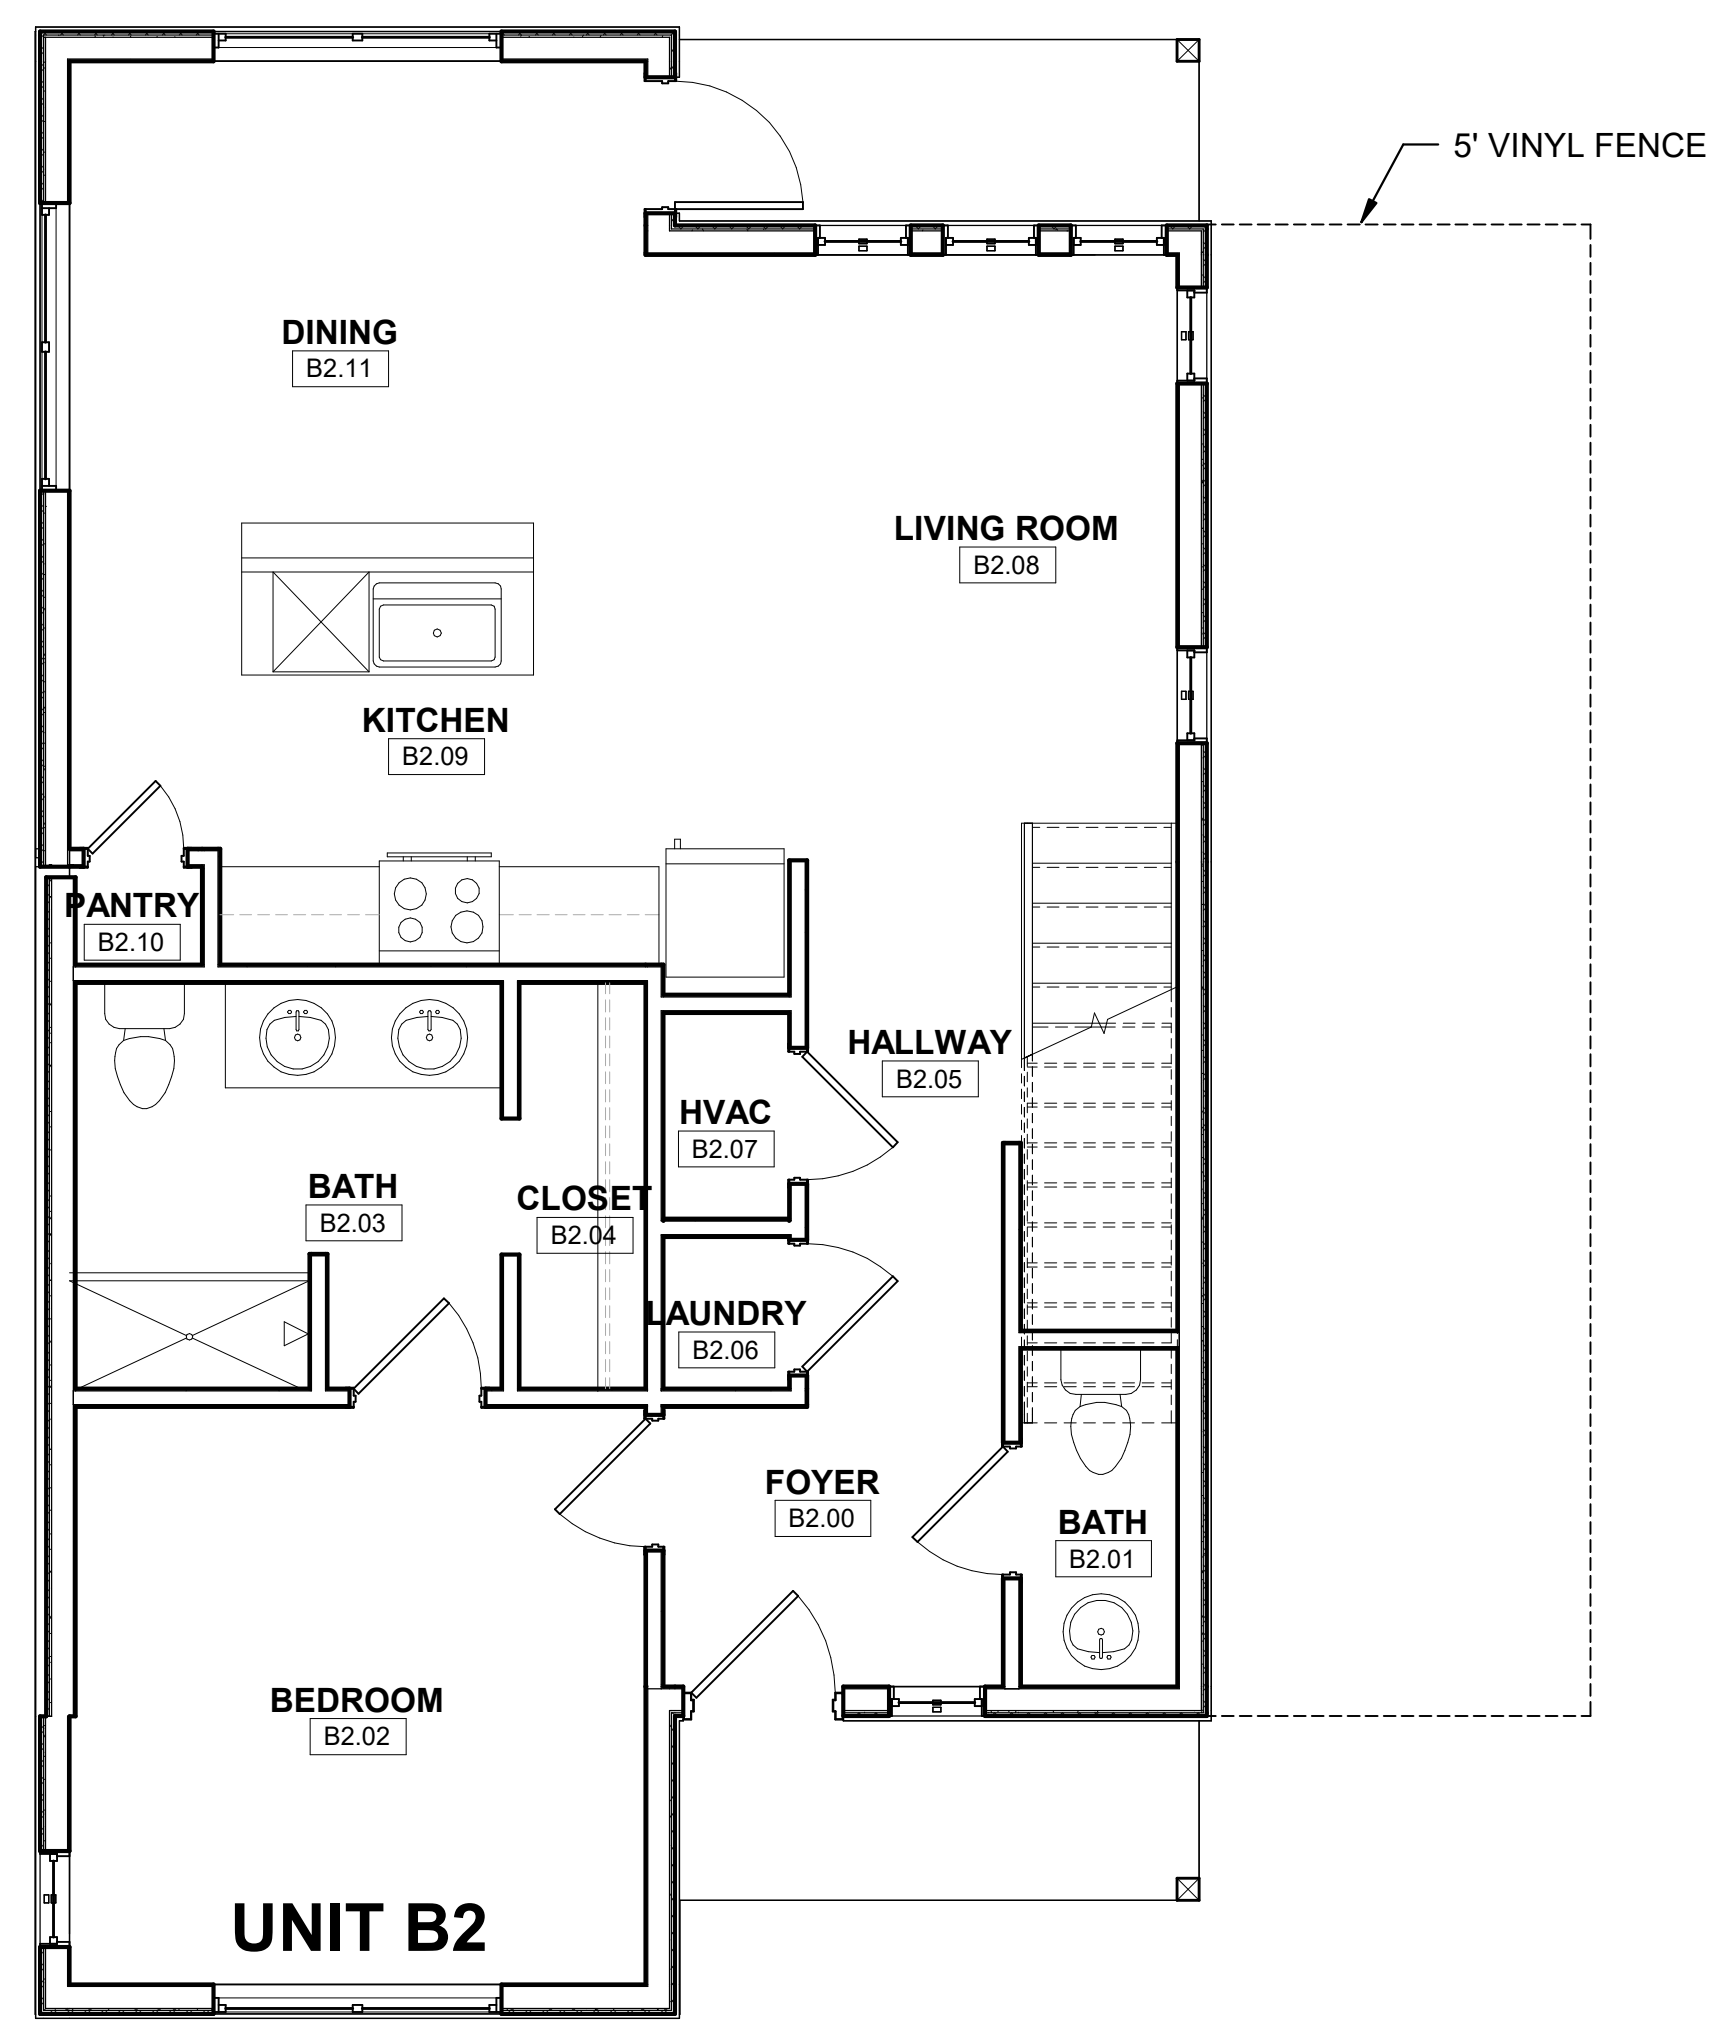 5' VINYL FENCE
DINING
B2.11
LIVING ROOM
B2.08
KITCHEN
B2.09
PANTRY
B2.10
HALLWAY
B2.05
HVAC
B2.07
BATH
B2.03
CLOSET
B2.04
LAUNDRY
B2.06
FOYER
B2.00
BATH
B2.01
BEDROOM
B2.02
UNIT B2